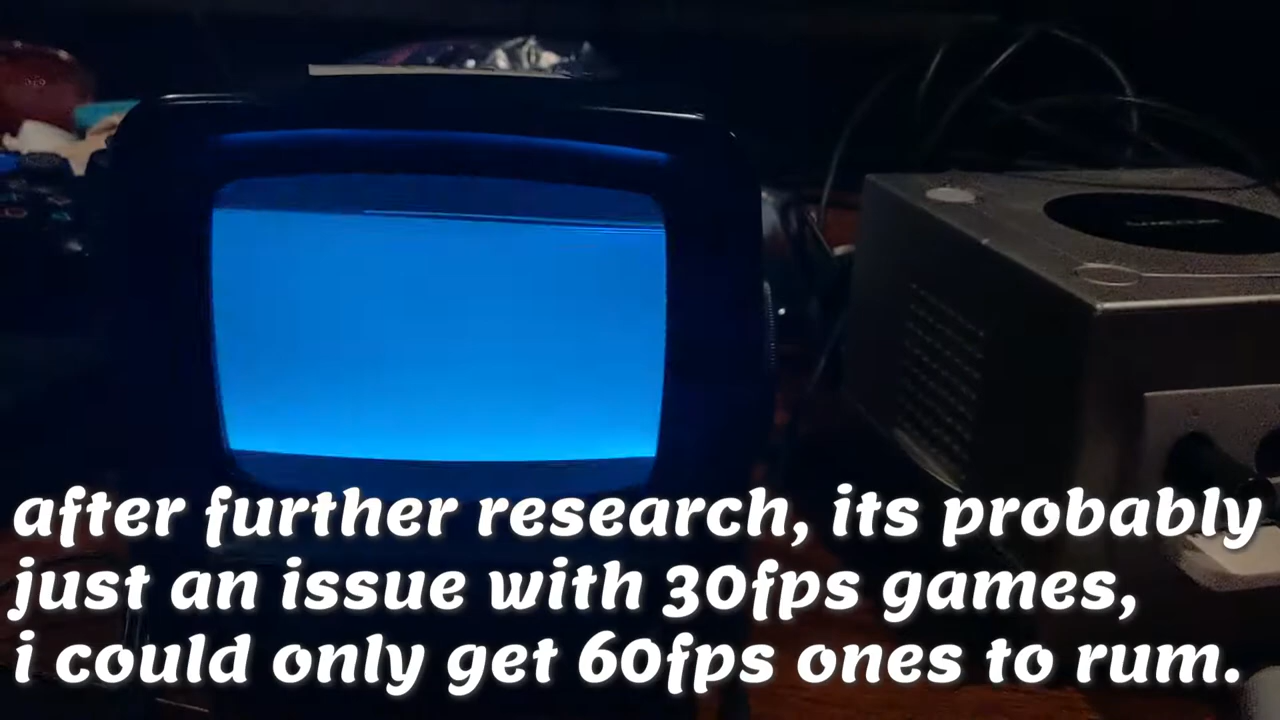 after further research, its probably
just an issue with 30fps games,
i could only get 60fps ones to rum.